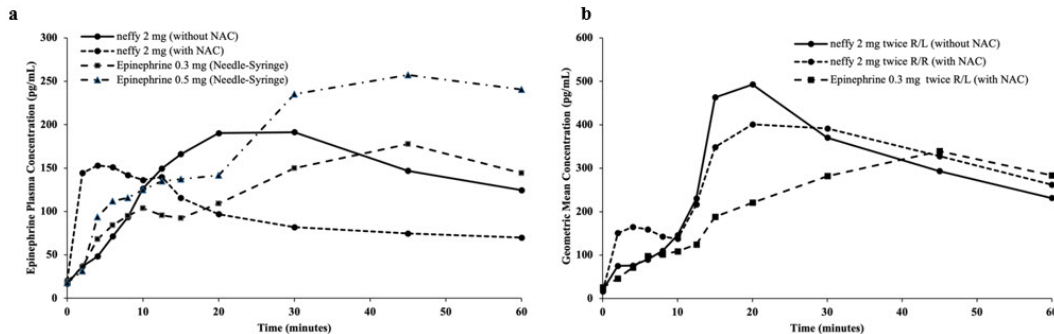 a
neffy 2 mg (without NAC)
neffy 2 mg (with NAC)
Epinephrine 0.3 mg (Needle-Syringe)
Epinephrine 0.5 mg (Needle-Syringe)
Epinephrine Plasma Concentration (pg/mL)
300
250
200
150
100
50
0
0 10 20 30 40 50 60
Time (minutes)
b
neffy 2 mg twice R/L (without NAC)
neffy 2 mg twice R/R (with NAC)
Epinephrine 0.3 mg twice R/L (with NAC)
Geometric Mean Concentration (pg/mL)
600
500
400
300
200
100
0
0 10 20 30 40 50 60
Time (minutes)